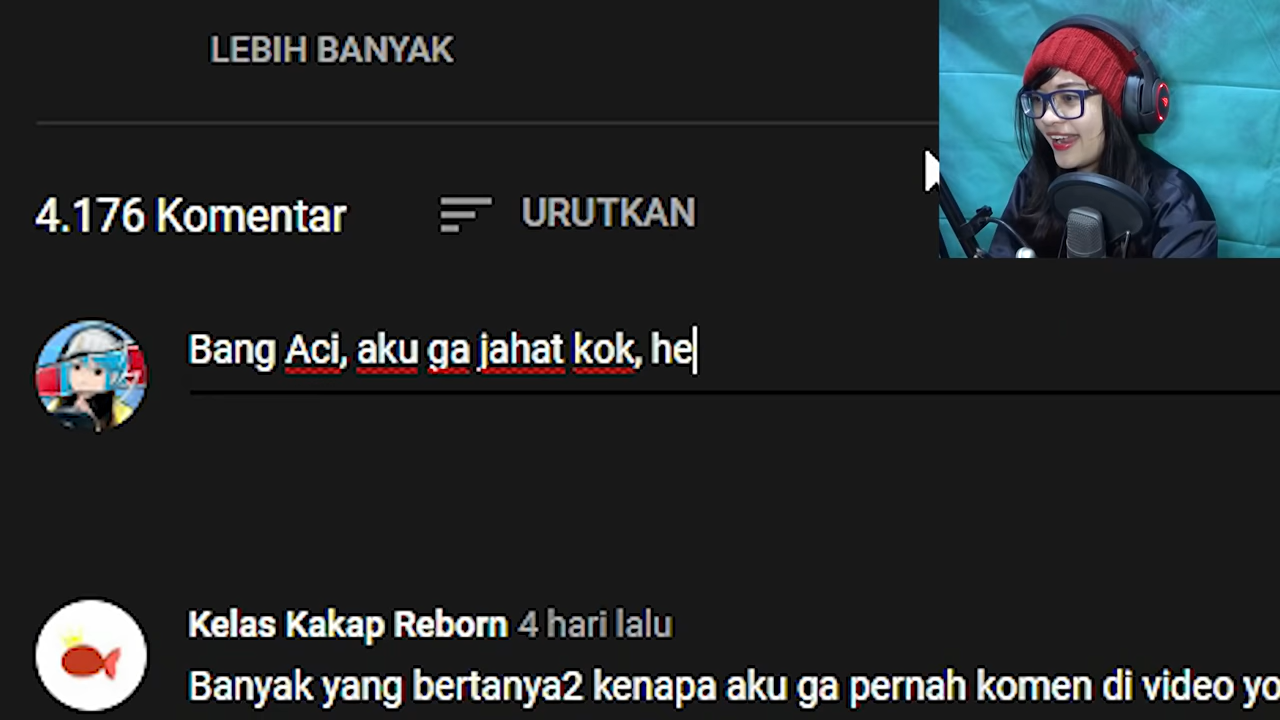 LEBIH BANYAK
4.176 Komentar
URUTKAN
Bang Aci, aku ga jahat kok, he
Kelas Kakap Reborn 4 hari lalu
Banyak yang bertanya2 kenapa aku ga pernah komen di video yo